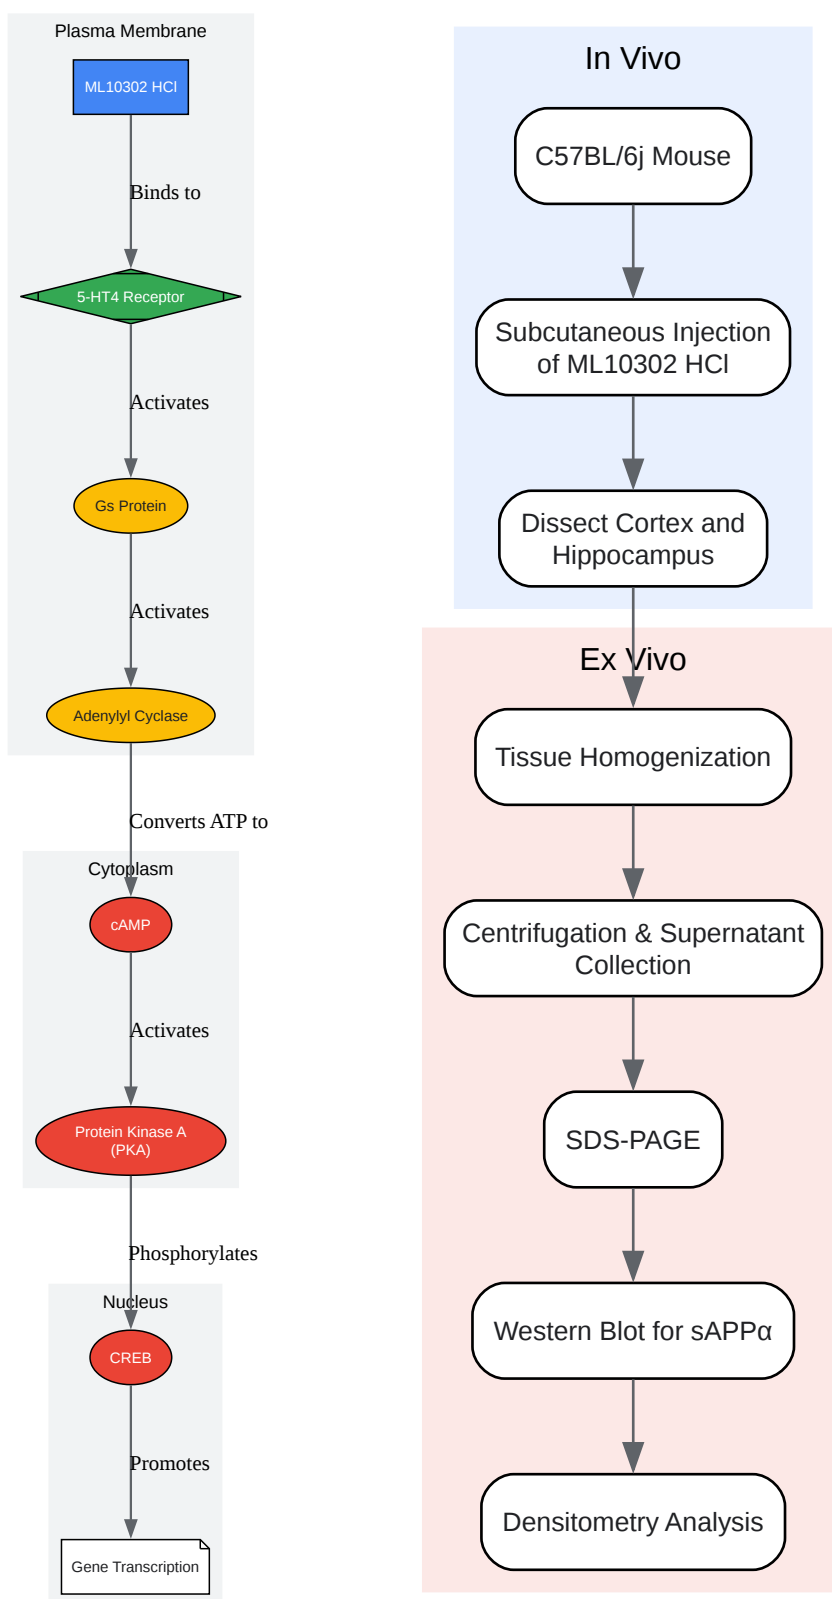 Plasma Membrane
ML10302 HCl
Binds to
5-HT4 Receptor
Activates
Gs Protein
Activates
Adenylyl Cyclase
Converts ATP to
Cytoplasm
cAMP
Activates
Protein Kinase A
(PKA)
Phosphorylates
Nucleus
CREB
Promotes
Gene Transcription
In Vivo
C57BL/6j Mouse
Subcutaneous Injection
of ML10302 HCl
Dissect Cortex and
Hippocampus
Ex Vivo
Tissue Homogenization
Centrifugation & Supernatant
Collection
SDS-PAGE
Western Blot for sAPPα
Densitometry Analysis